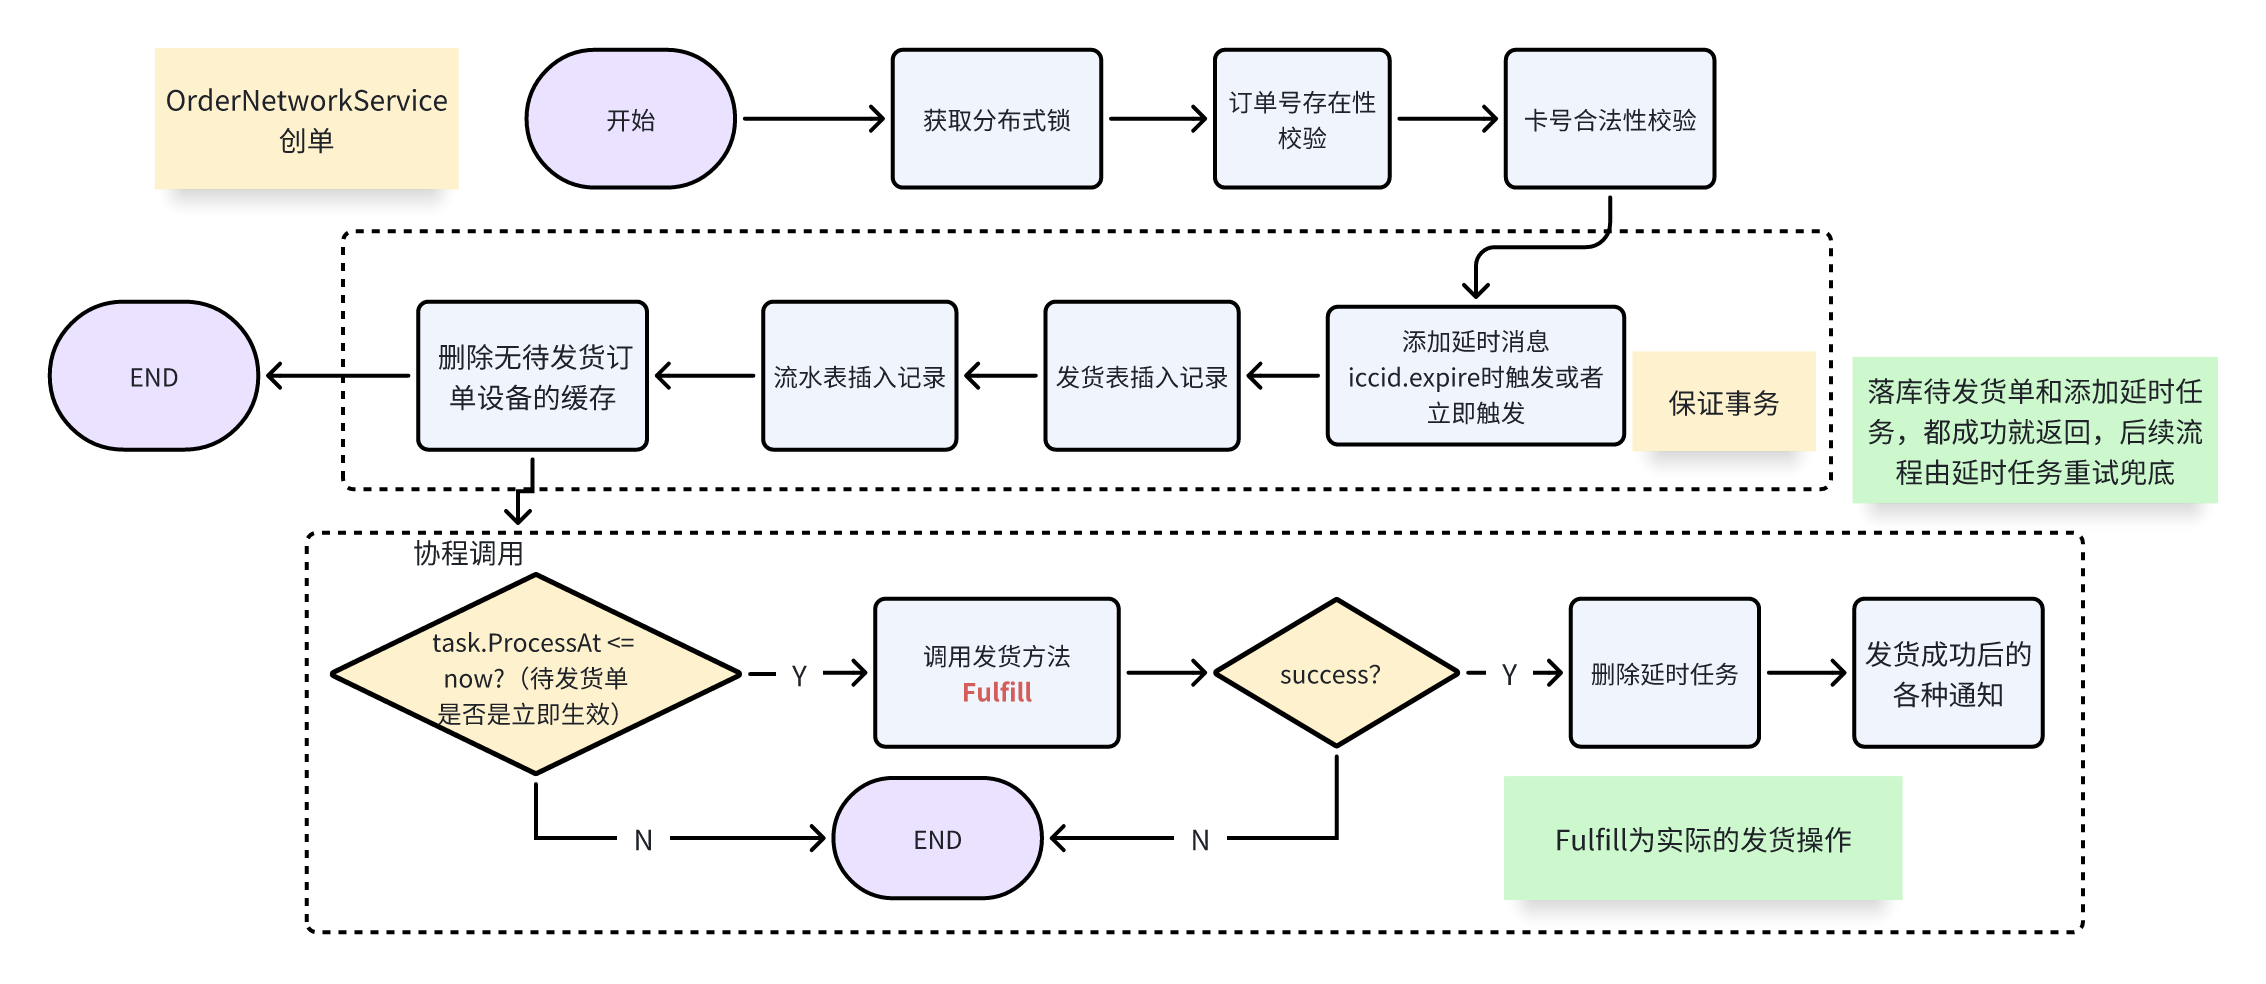 OrderNetworkService
创单
开始
获取分布式锁
订单号存在性
校验
卡号合法性校验
END
删除无待发货订
单设备的缓存
流水表插入记录
发货表插入记录
添加延时消息
iccid.expire时触发或者
立即触发
保证事务
落库待发货单和添加延时任
务，都成功就返回，后续流
程由延时任务重试兜底
协程调用
task.ProcessAt <=
now?（待发货单
是否是立即生效）
Y
调用发货方法
Fulfill
success?
Y
删除延时任务
发货成功后的
各种通知
N
END
N
Fulfill为实际的发货操作